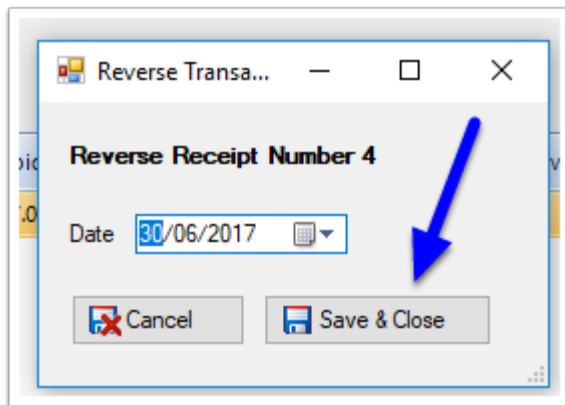 Reverse Transa...
Reverse Receipt Number 4
Date 30/06/2017
Cancel Save & Close